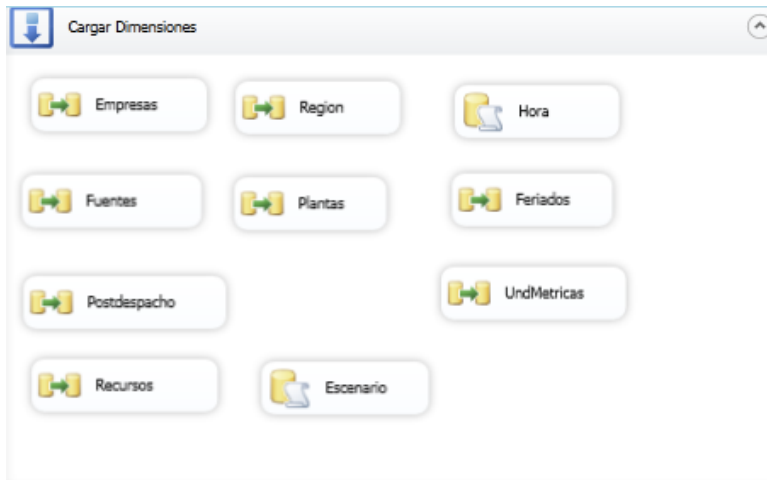 Cargar Dimensiones
Empresas
Region
Hora
Fuentes
Plantas
Feriados
Postdespacho
UndMetricas
Recursos
Escenario